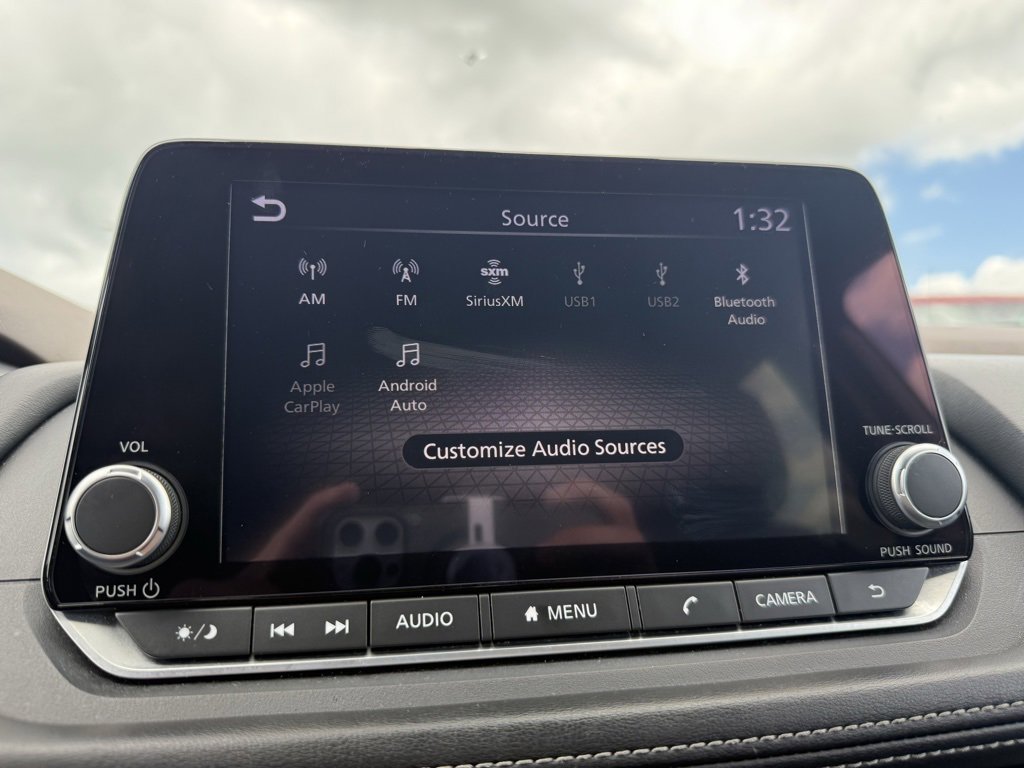 Source
1:32
AM
FM
sxm
SiriusXM
USB1
USB2
Bluetooth
Audio
Apple
CarPlay
Android
Auto
Customize Audio Sources
VOL
PUSH
TUNE·SCROLL
PUSH SOUND
AUDIO
MENU
CAMERA